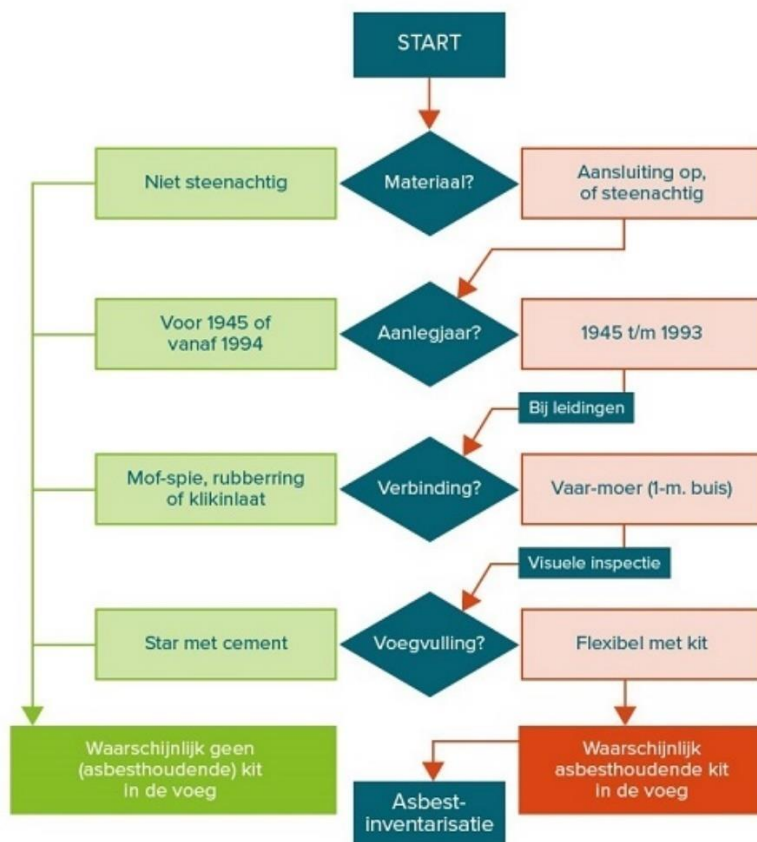 START
Niet steenachtig
Materiaal?
Aansluiting op,
of steenachtig
Voor 1945 of
vanaf 1994
Aanlegjaar?
1945 t/m 1993
Bij leidingen
Mof-spie, rubberring
of klikinlaat
Verbinding?
Vaar-moer (1-m. buis)
Visuele inspectie
Star met cement
Voegvulling?
Flexibel met kit
Waarschijnlijk geen
(asbesthoudende) kit
in de voeg
Asbest-
inventarisatie
Waarschijnlijk
asbesthoudende kit
in de voeg